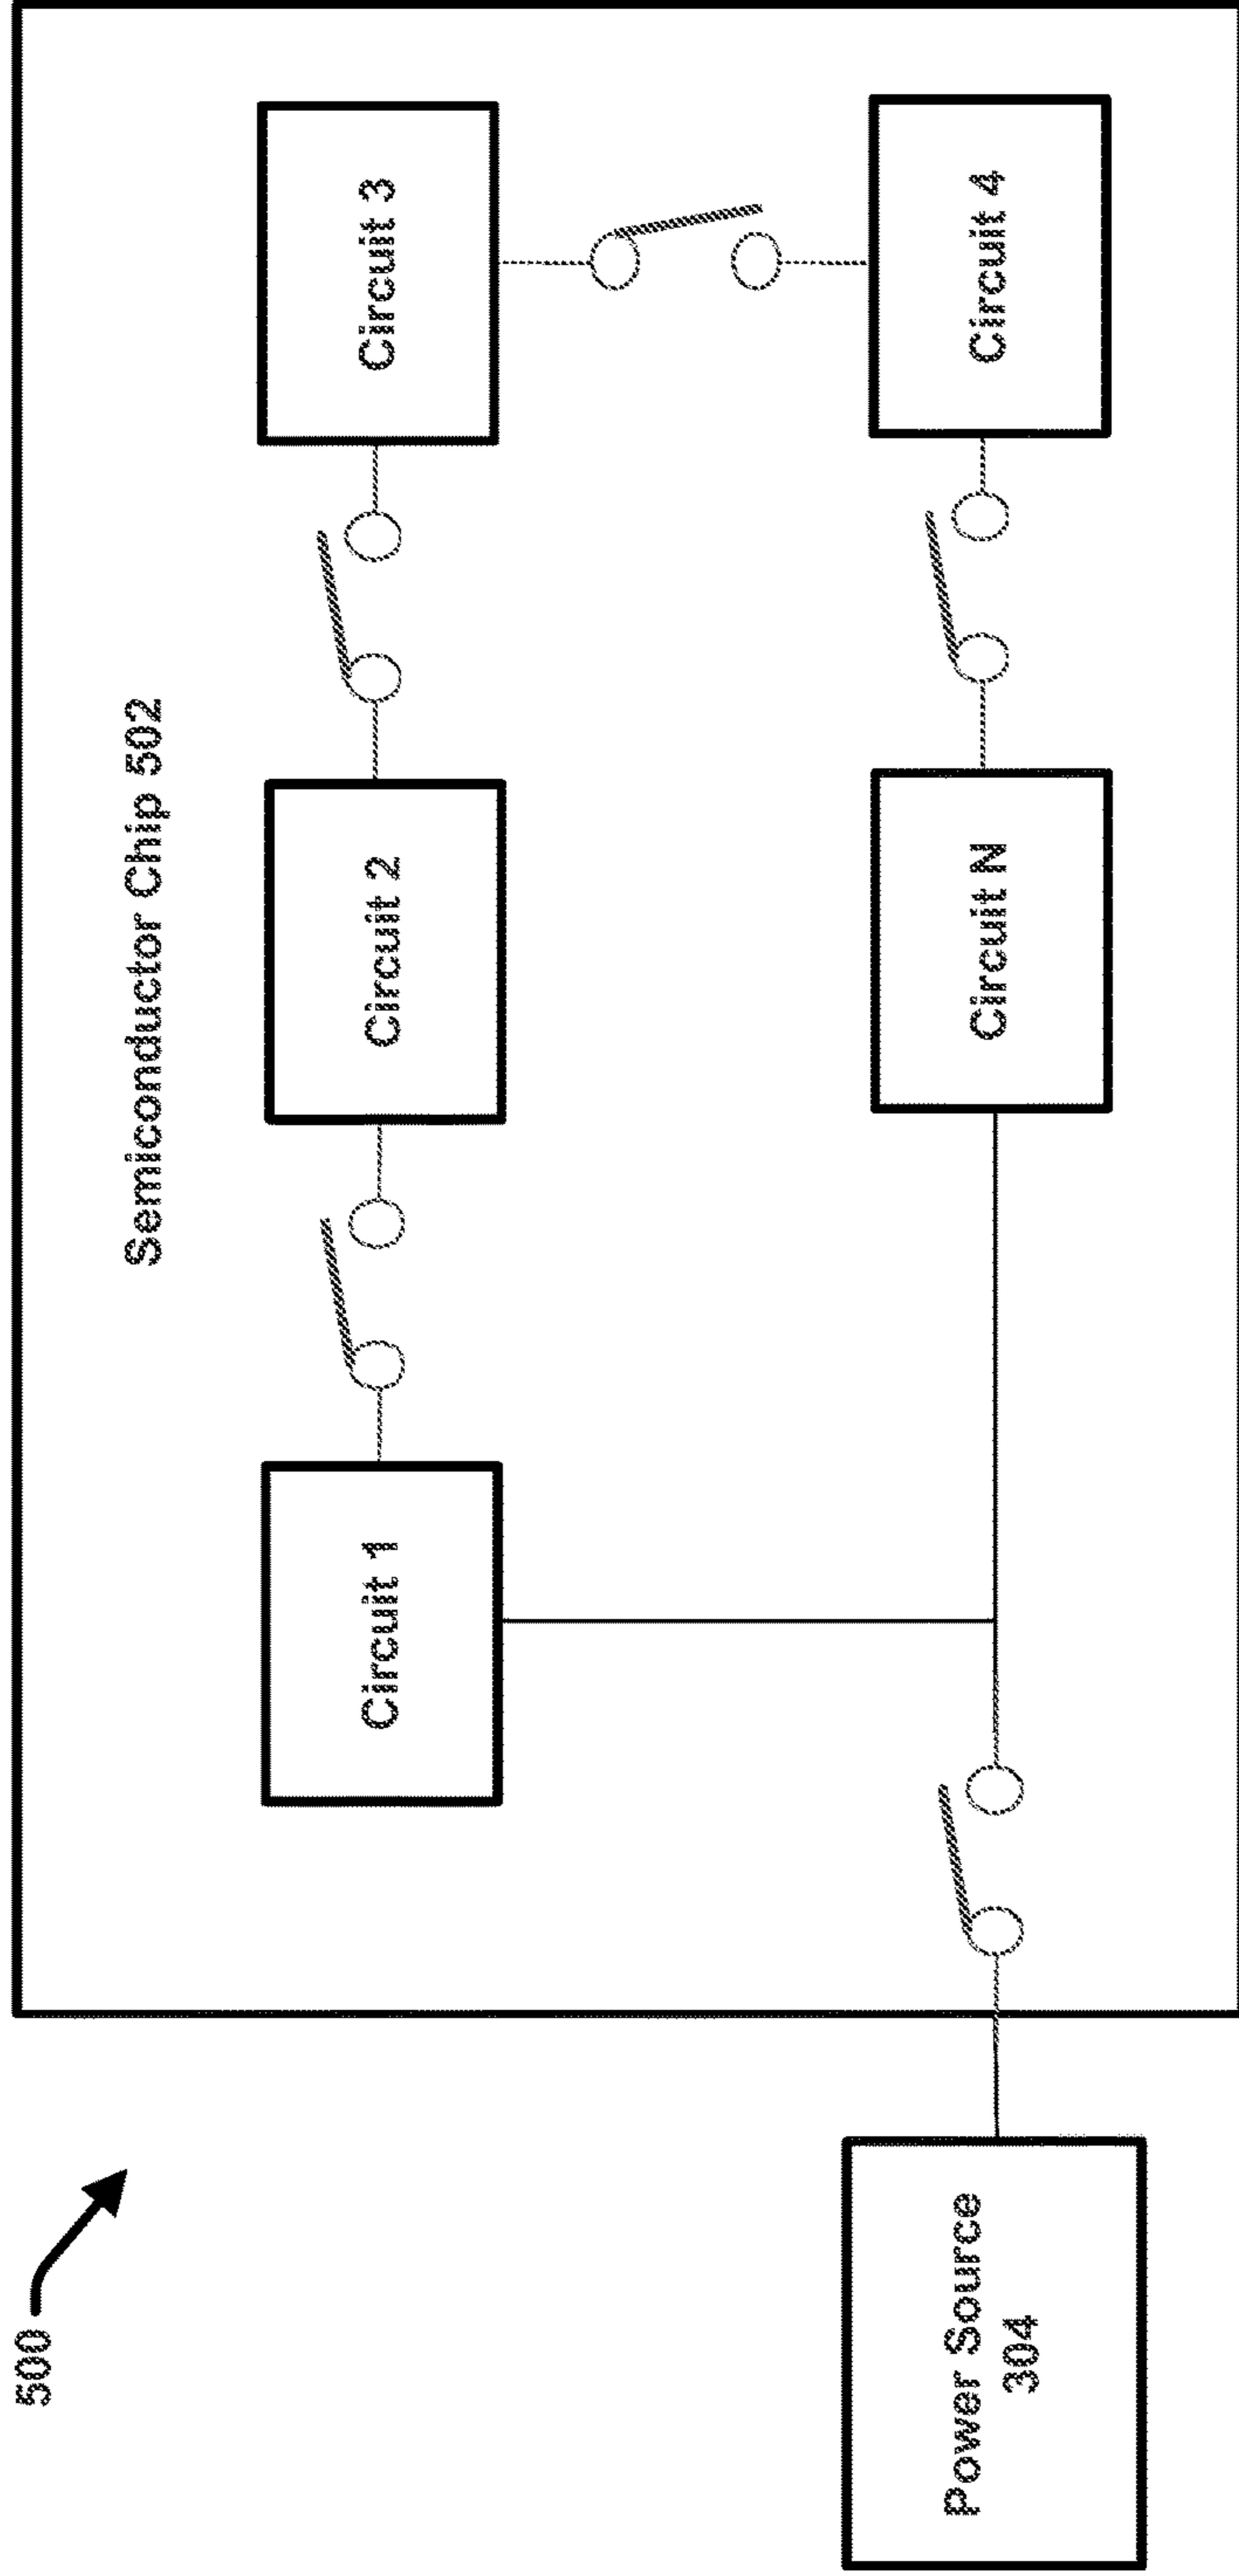 500
Semiconductor Chip 502
Circuit 1
Circuit 2
Circuit 3
Power Source
304
Circuit N
Circuit 4